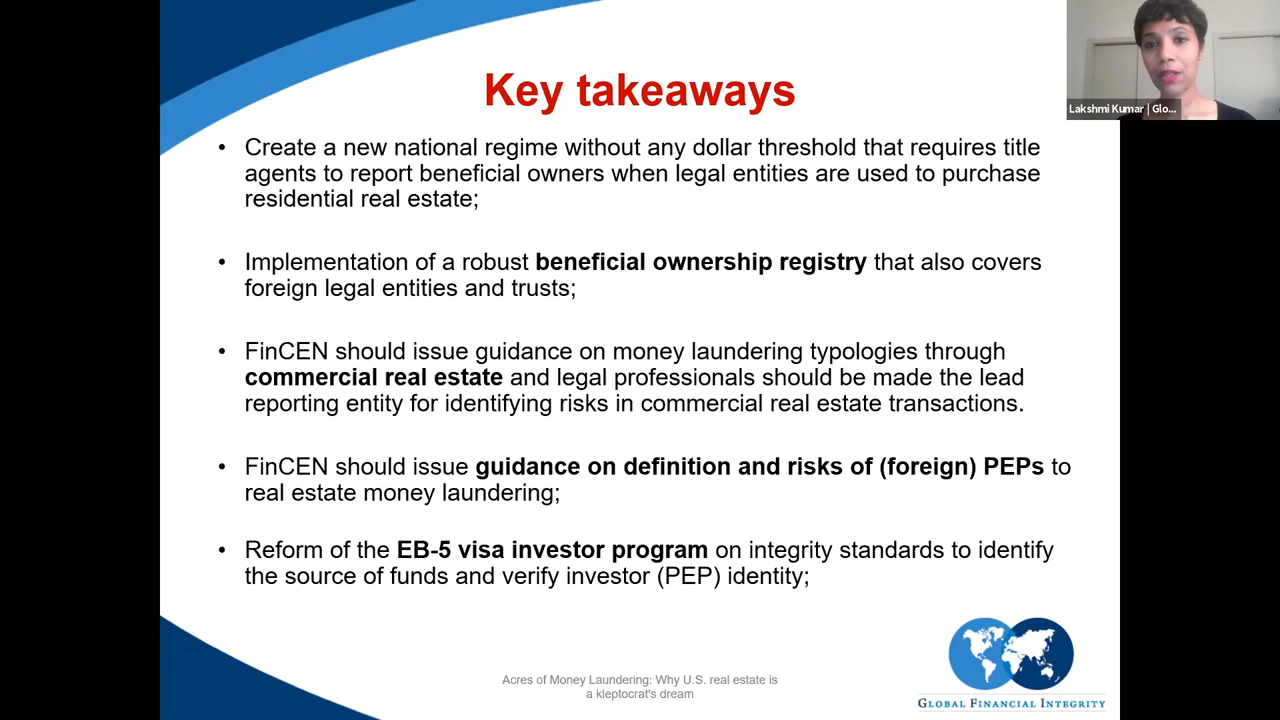 Key takeaways
Lakshmi Kumar | Glo...
• Create a new national regime without any dollar threshold that requires title
agents to report beneficial owners when legal entities are used to purchase
residential real estate;
• Implementation of a robust beneficial ownership registry that also covers
foreign legal entities and trusts;
• FinCEN should issue guidance on money laundering typologies through
commercial real estate and legal professionals should be made the lead
reporting entity for identifying risks in commercial real estate transactions.
• FinCEN should issue guidance on definition and risks of (foreign) PEPs to
real estate money laundering;
• Reform of the EB-5 visa investor program on integrity standards to identify
the source of funds and verify investor (PEP) identity;
Acres of Money Laundering: Why U.S. real estate is
a kleptocrat's dream
GLOBAL FINANCIAL INTEGRITY